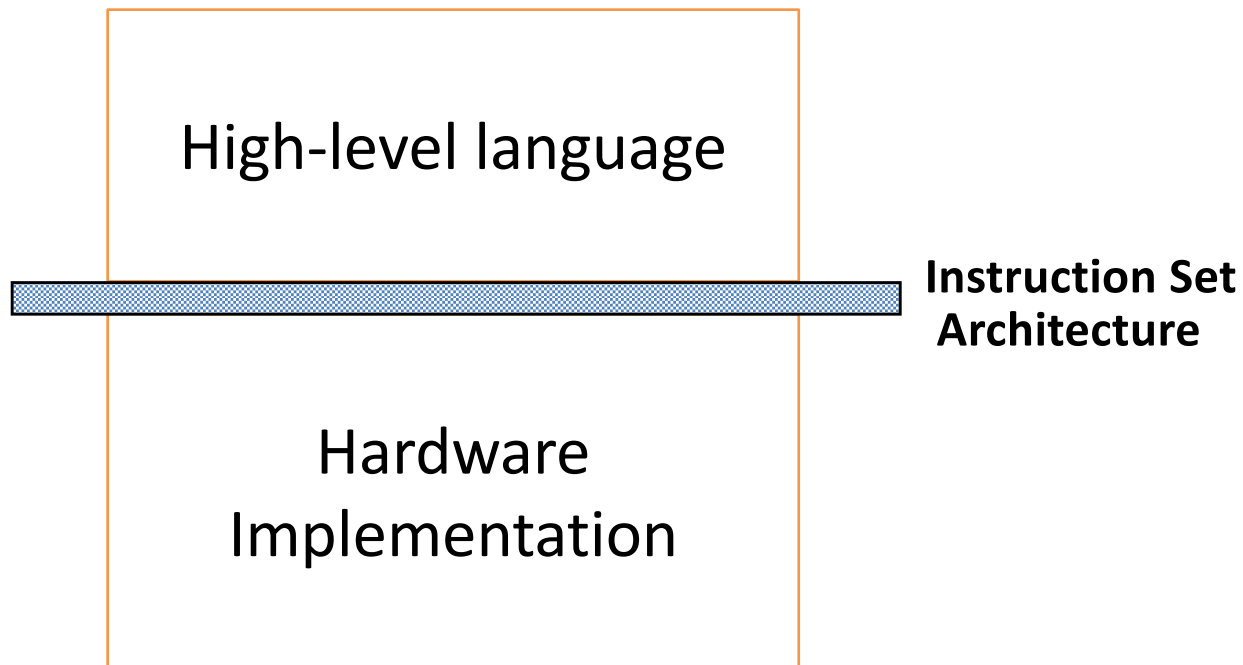 High-level language
Instruction Set
Architecture
Hardware
Implementation